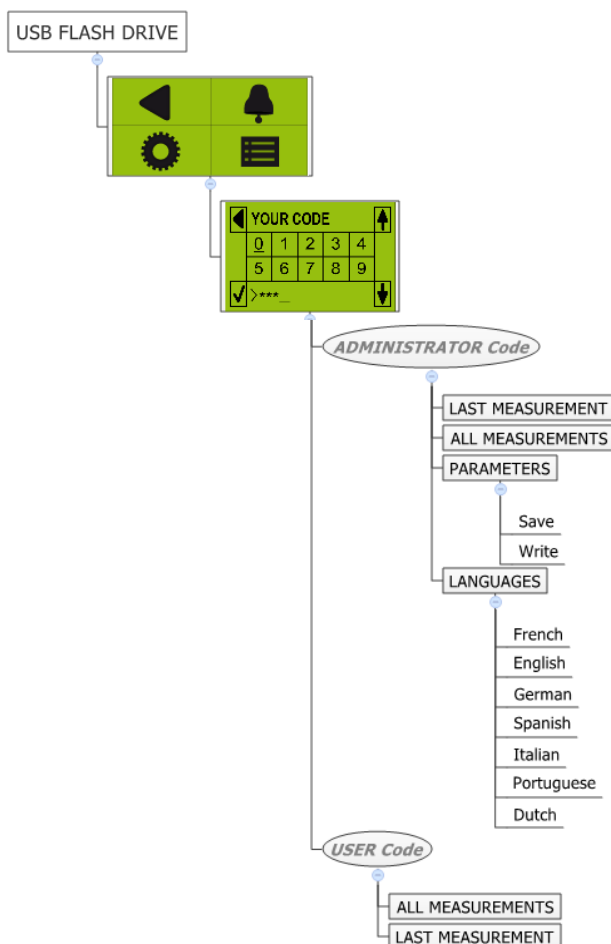 USB FLASH DRIVE
YOUR CODE
0 1 2 3 4
5 6 7 8 9
>***_
ADMINISTRATOR Code
LAST MEASUREMENT
ALL MEASUREMENTS
PARAMETERS
Save
Write
LANGUAGES
French
English
German
Spanish
Italian
Portuguese
Dutch
USER Code
ALL MEASUREMENTS
LAST MEASUREMENT